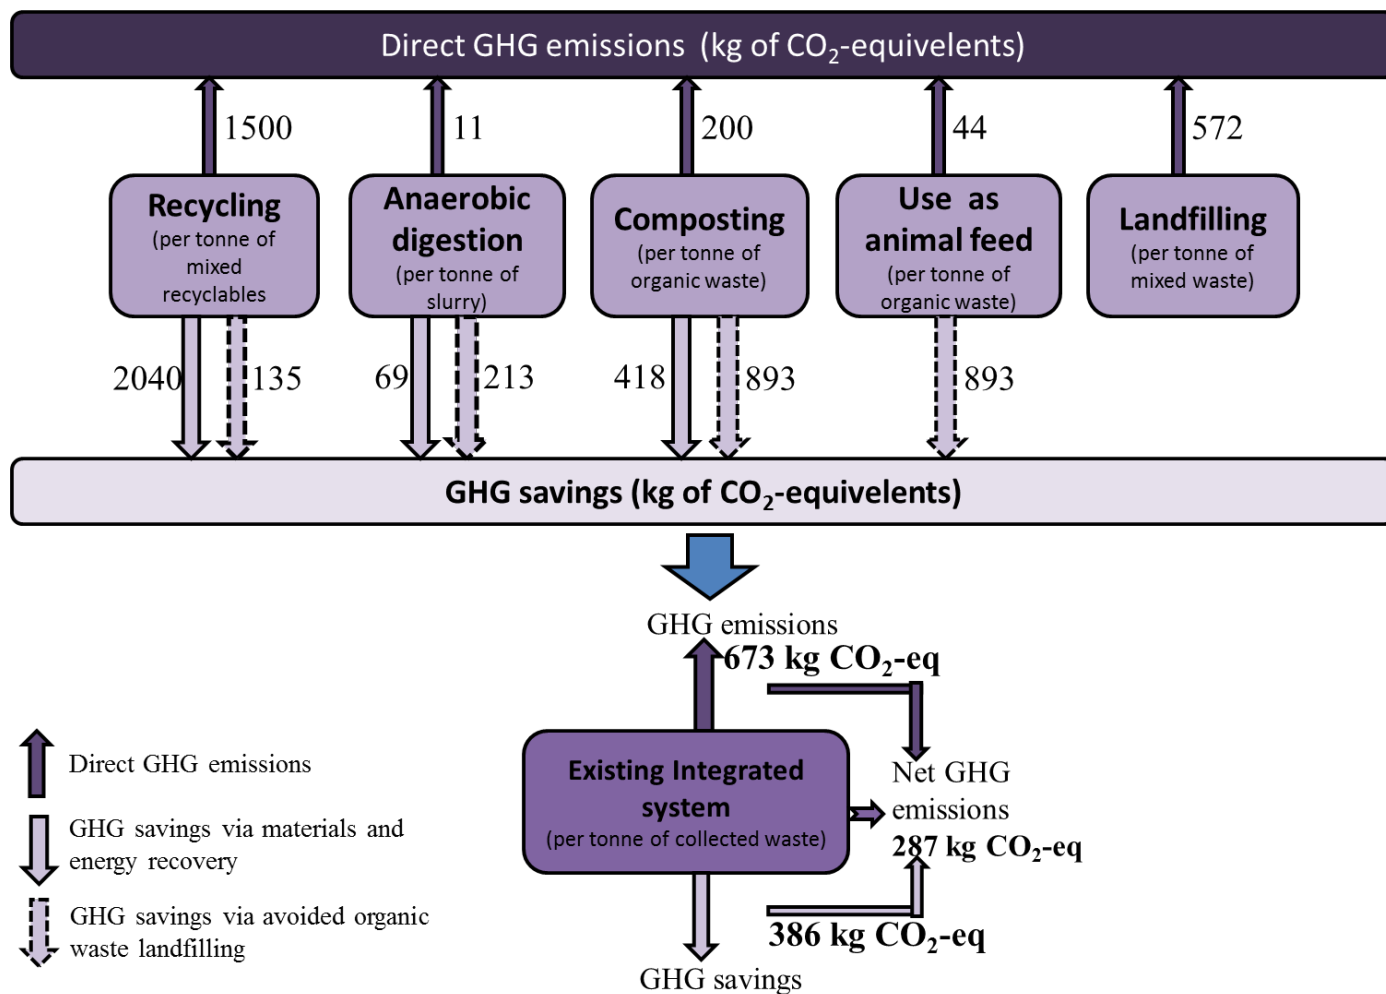 Direct GHG emissions (kg of CO₂-equivelents)
1500
11
200
44
572
Recycling
(per tonne of
mixed
recyclables
Anaerobic
digestion
(per tonne of
slurry)
Composting
(per tonne of
organic waste)
Use as
animal feed
(per tonne of
organic waste)
Landfilling
(per tonne of
mixed waste)
2040
135
69
213
418
893
893
GHG savings (kg of CO₂-equivelents)
GHG emissions
673 kg CO₂-eq
Existing Integrated
system
(per tonne of collected waste)
Net GHG
emissions
287 kg CO₂-eq
386 kg CO₂-eq
GHG savings
Direct GHG emissions
GHG savings via materials and
energy recovery
GHG savings via avoided organic
waste landfilling